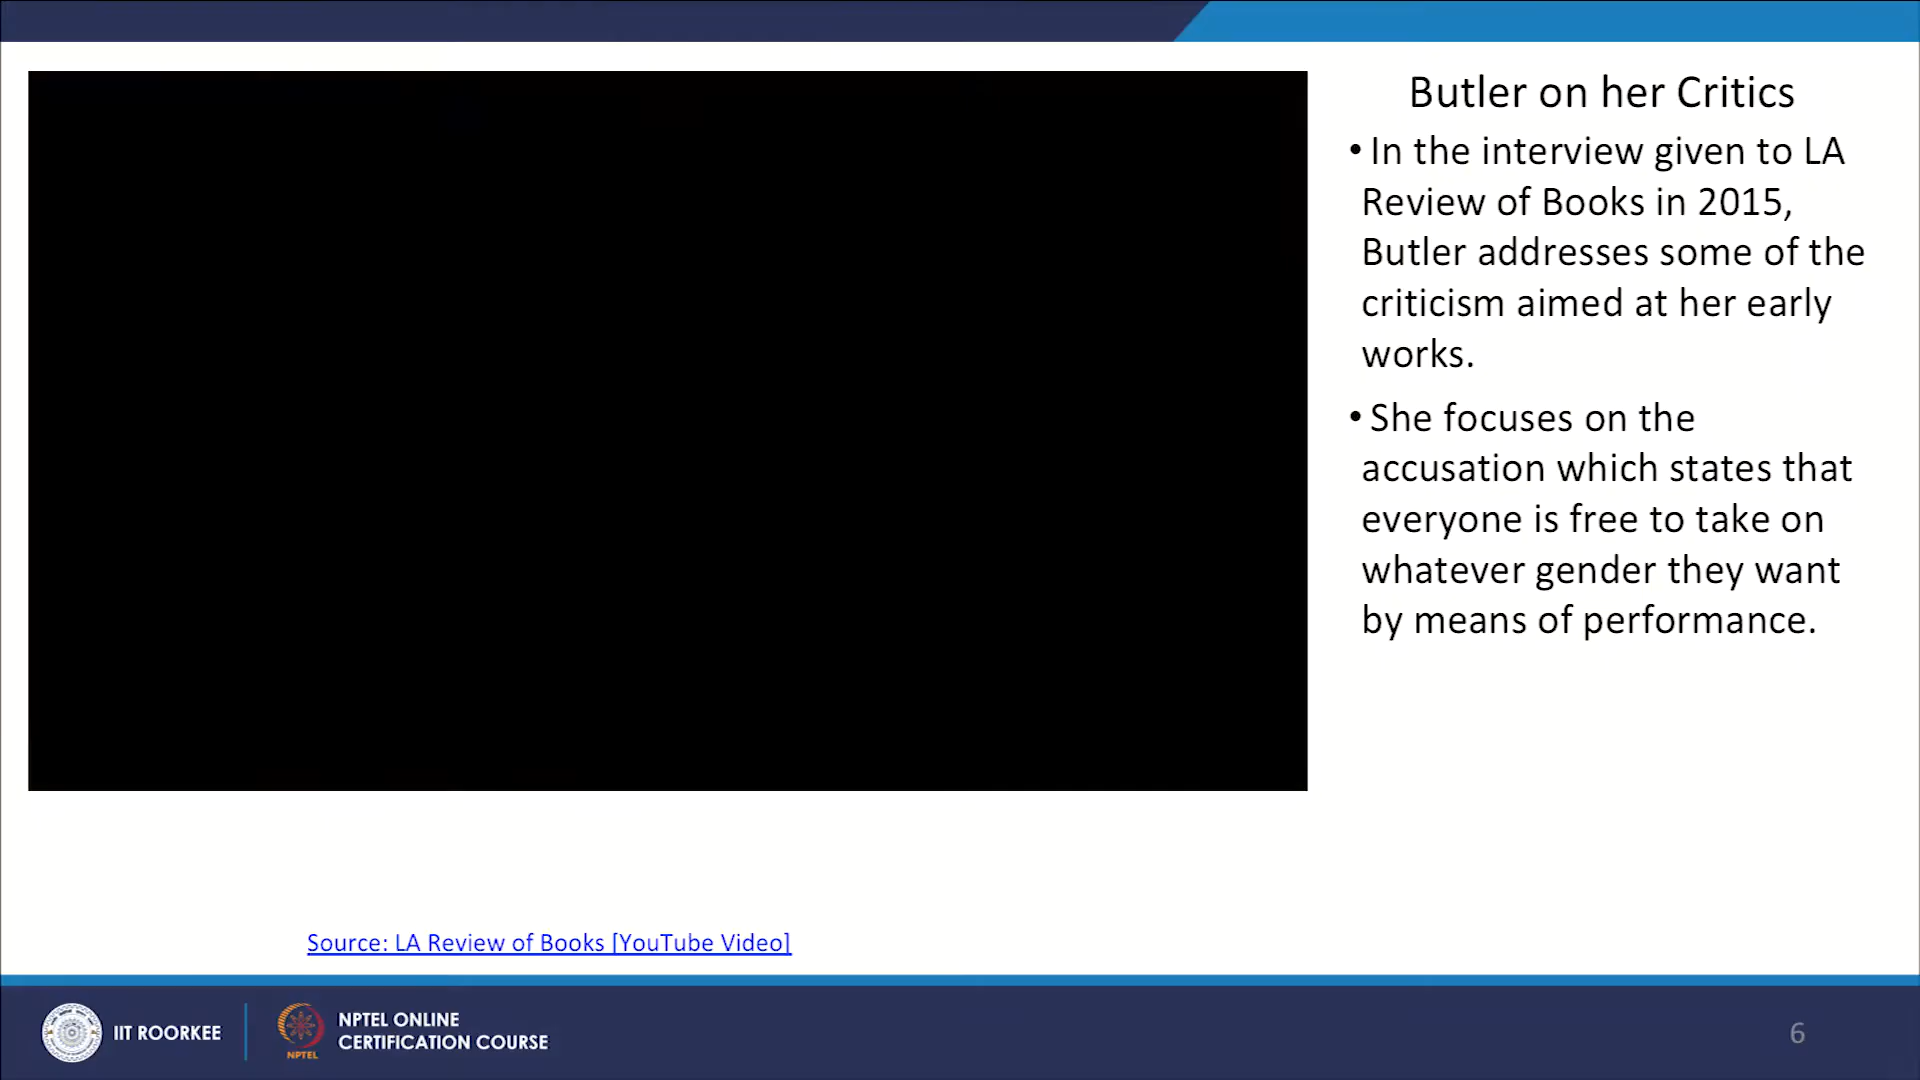 Butler on her Critics
• In the interview given to LA
Review of Books in 2015,
Butler addresses some of the
criticism aimed at her early
works.
• She focuses on the
accusation which states that
everyone is free to take on
whatever gender they want
by means of performance.
Source: LA Review of Books [YouTube Video]
IIT ROORKEE
NPTEL
NPTEL ONLINE
CERTIFICATION COURSE
6